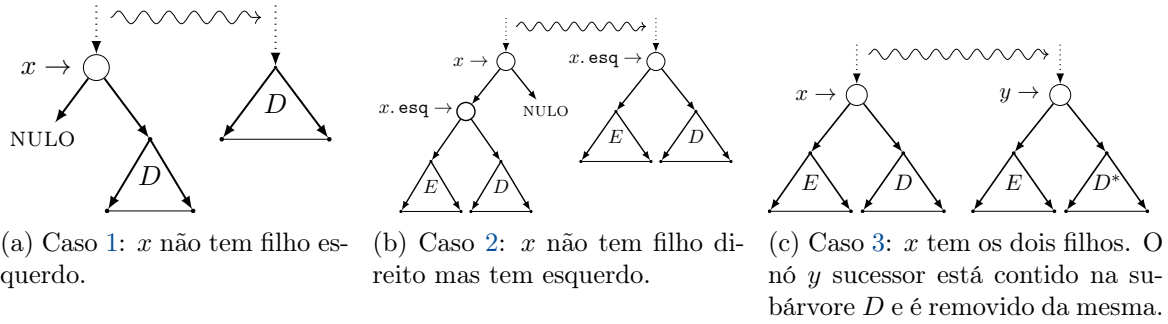 x →
NULO
D
D
(a) Caso 1: x não tem filho es-
querdo.
x →
x.esq →
NULO
E
D
x.esq →
E
D
(b) Caso 2: x não tem filho di-
reito mas tem esquerdo.
x →
E
D
y →
E
D*
(c) Caso 3: x tem os dois filhos. O
nó y sucessor está contido na su-
bárvore D e é removido da mesma.